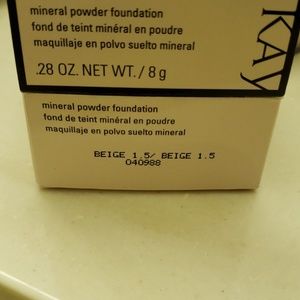 mineral powder foundation
fond de teint minéral en poudre
maquillaje en polvo suelto mineral
.28 OZ. NET WT. / 8 g
KAY
mineral powder foundation
fond de teint minéral en poudre
maquillaje en polvo suelto mineral
BEIGE 1.5/ BEIGE 1.5
040988